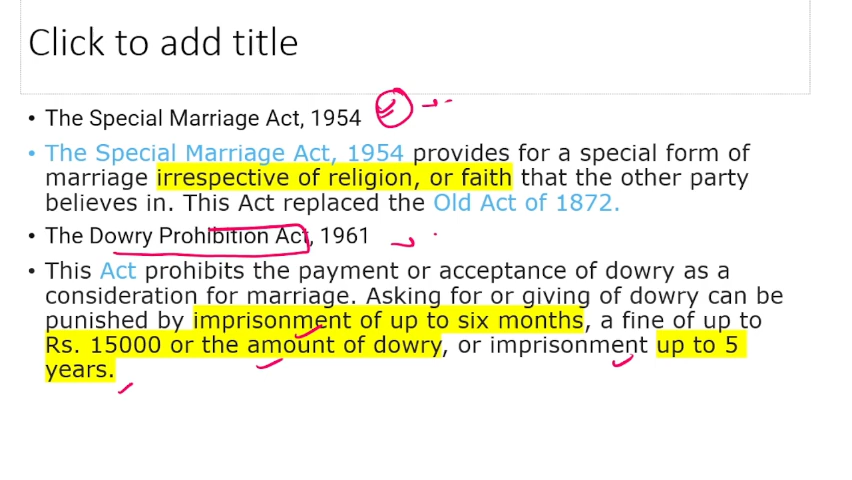 Click to add title
• The Special Marriage Act, 1954
• The Special Marriage Act, 1954 provides for a special form of
marriage irrespective of religion, or faith that the other party
believes in. This Act replaced the Old Act of 1872.
• The Dowry Prohibition Act, 1961
• This Act prohibits the payment or acceptance of dowry as a
consideration for marriage. Asking for or giving of dowry can be
punished by imprisonment of up to six months, a fine of up to
Rs. 15000 or the amount of dowry, or imprisonment up to 5
years.